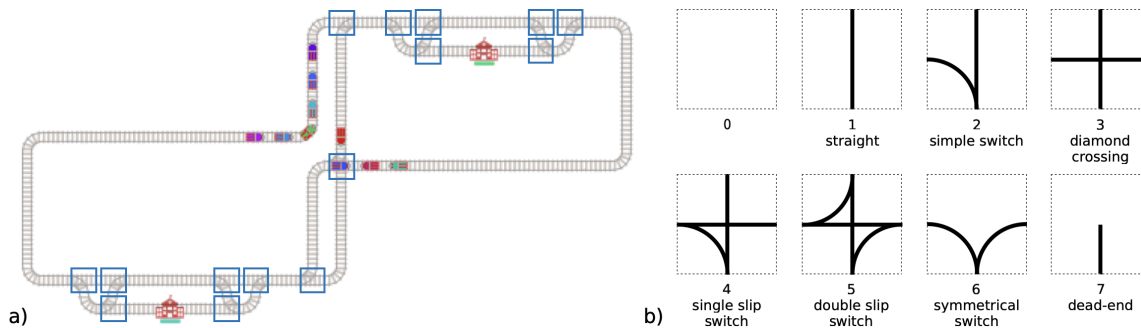 a)
b)
0
1
straight
2
simple switch
3
diamond
crossing
4
single slip
switch
5
double slip
switch
6
symmetrical
switch
7
dead-end